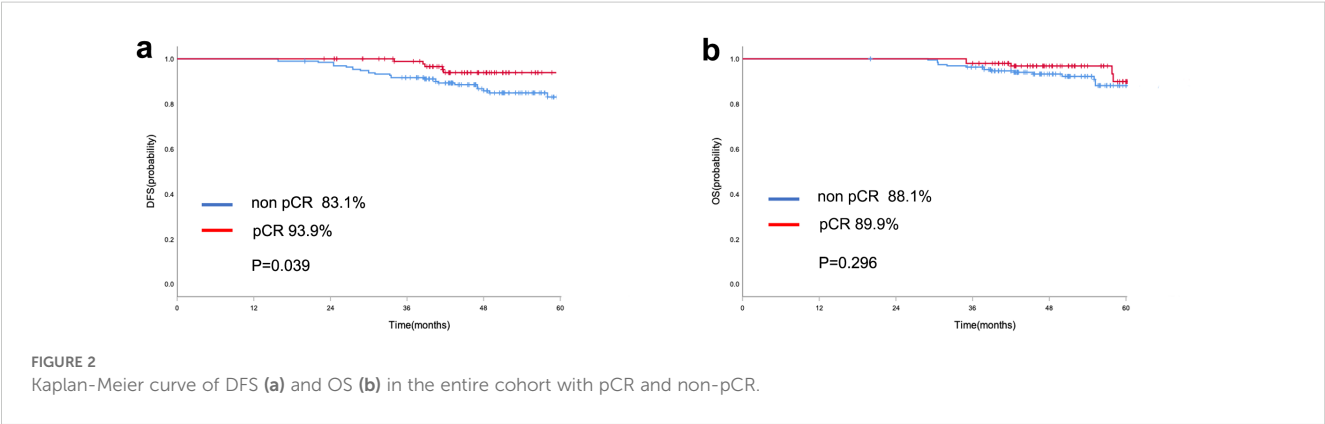 a
1.0
0.8
0.6
0.4
0.2
0.0
DFS(probability)
non pCR 83.1%
pCR 93.9%
P=0.039
0 12 24 36 48 60
Time(months)
b
1.0
0.8
0.6
0.4
0.2
0.0
OS(probability)
non pCR 88.1%
pCR 89.9%
P=0.296
0 12 24 36 48 60
Time(months)
FIGURE 2
Kaplan-Meier curve of DFS (a) and OS (b) in the entire cohort with pCR and non-pCR.